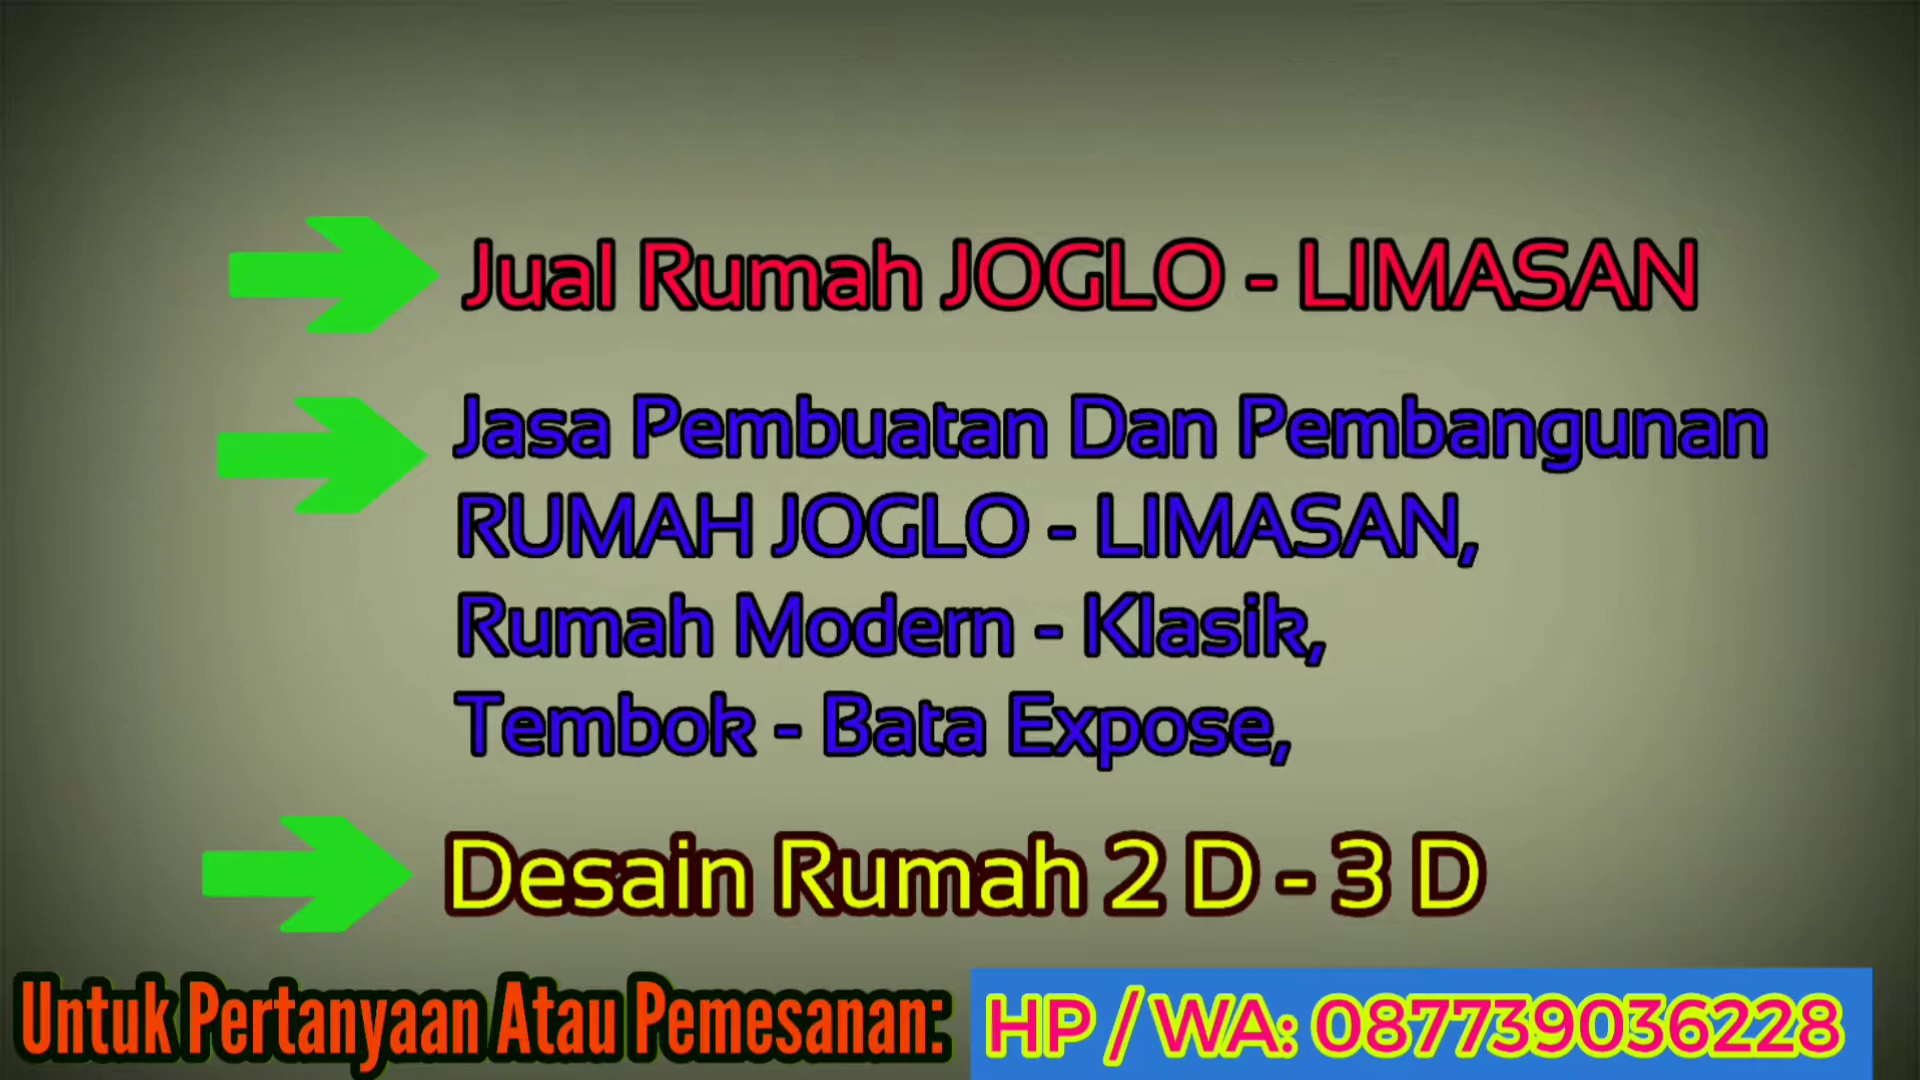 Jual Rumah JOGLO - LIMASAN
Jasa Pembuatan Dan Pembangunan
RUMAH JOGLO - LIMASAN,
Rumah Modern - Klasik,
Tembok - Bata Expose,
Desain Rumah 2 D - 3 D
Untuk Pertanyaan Atau Pemesanan: HP / WA: 087739036228